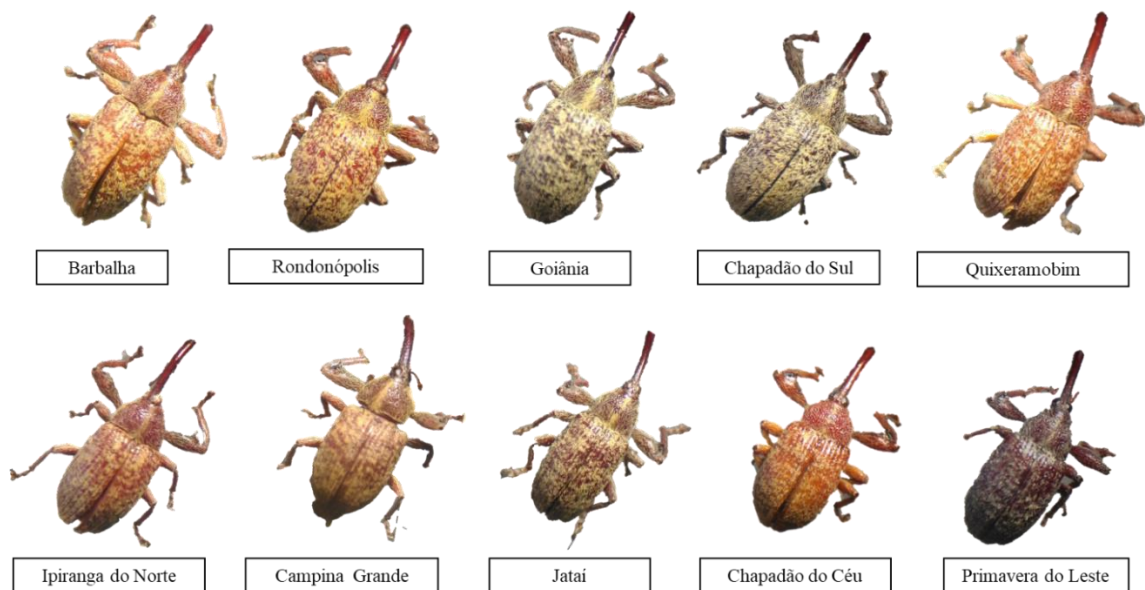 Barbalha
Rondonópolis
Goiânia
Chapadão do Sul
Quixeramobim
Ipiranga do Norte
Campina Grande
Jataí
Chapadão do Céu
Primavera do Leste